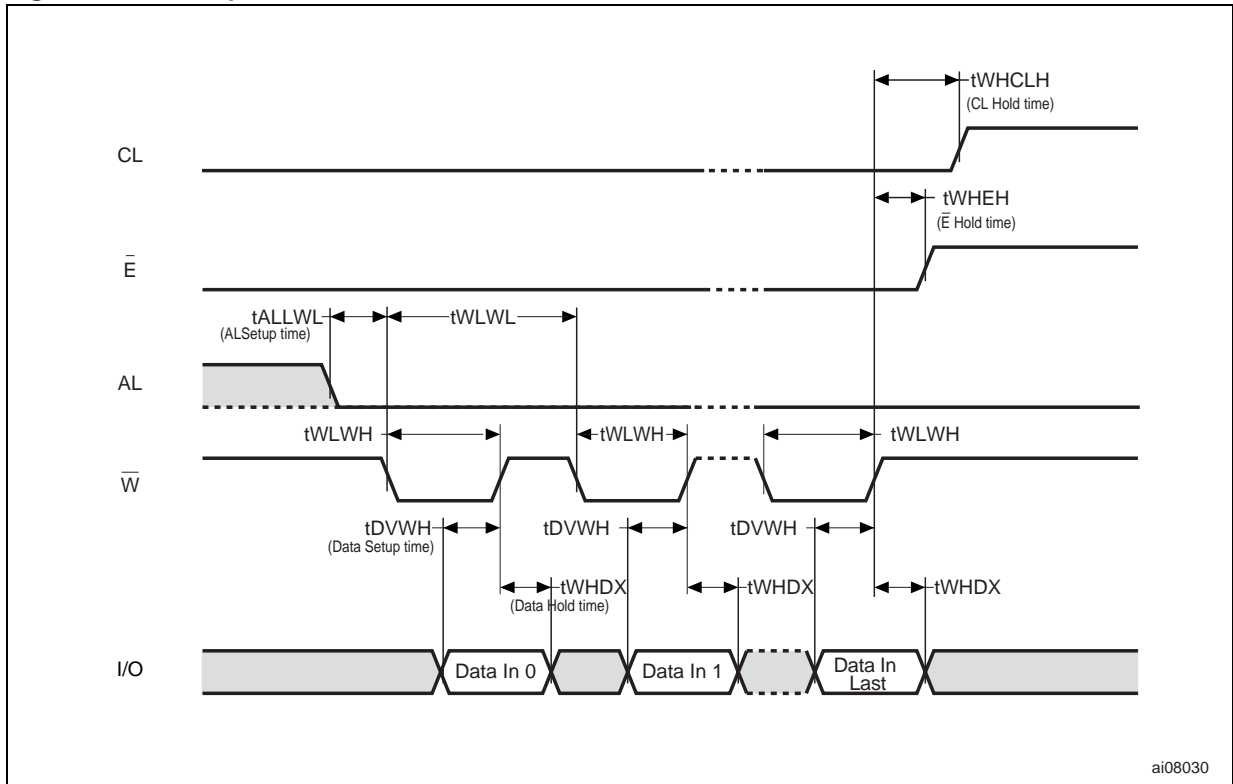 tWHCLH
(CL Hold time)
CL
tWHEH
(E̅ Hold time)
E̅
tALLWL
(ALSetup time)
tWLWL
AL
tWLWH
tWLWH
tWLWH
W̅
tDVWH
(Data Setup time)
tDVWH
tDVWH
tWHDX
(Data Hold time)
tWHDX
tWHDX
I/O
Data In 0
Data In 1
Data In
Last
ai08030